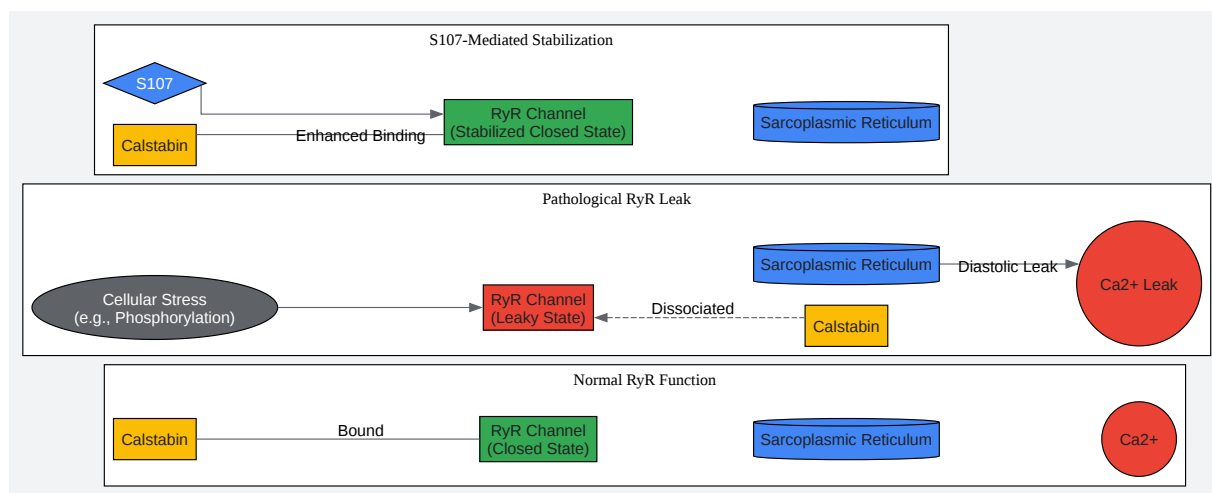 S107-Mediated Stabilization
S107
RyR Channel
(Stabilized Closed State)
Sarcoplasmic Reticulum
Enhanced Binding
Calstabin
Pathological RyR Leak
Sarcoplasmic Reticulum
Diastolic Leak
Ca2+ Leak
Cellular Stress
(e.g., Phosphorylation)
RyR Channel
(Leaky State)
Dissociated
Calstabin
Normal RyR Function
Calstabin
Bound
RyR Channel
(Closed State)
Sarcoplasmic Reticulum
Ca2+